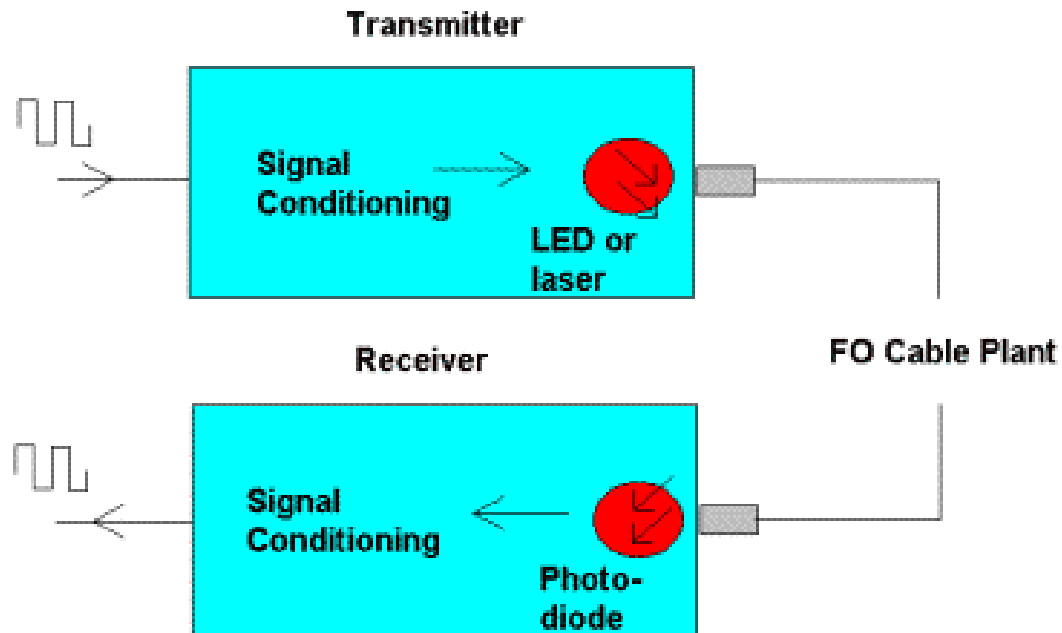 Transmitter
Signal
Conditioning
LED or
laser
FO Cable Plant
Receiver
Signal
Conditioning
Photo-
diode